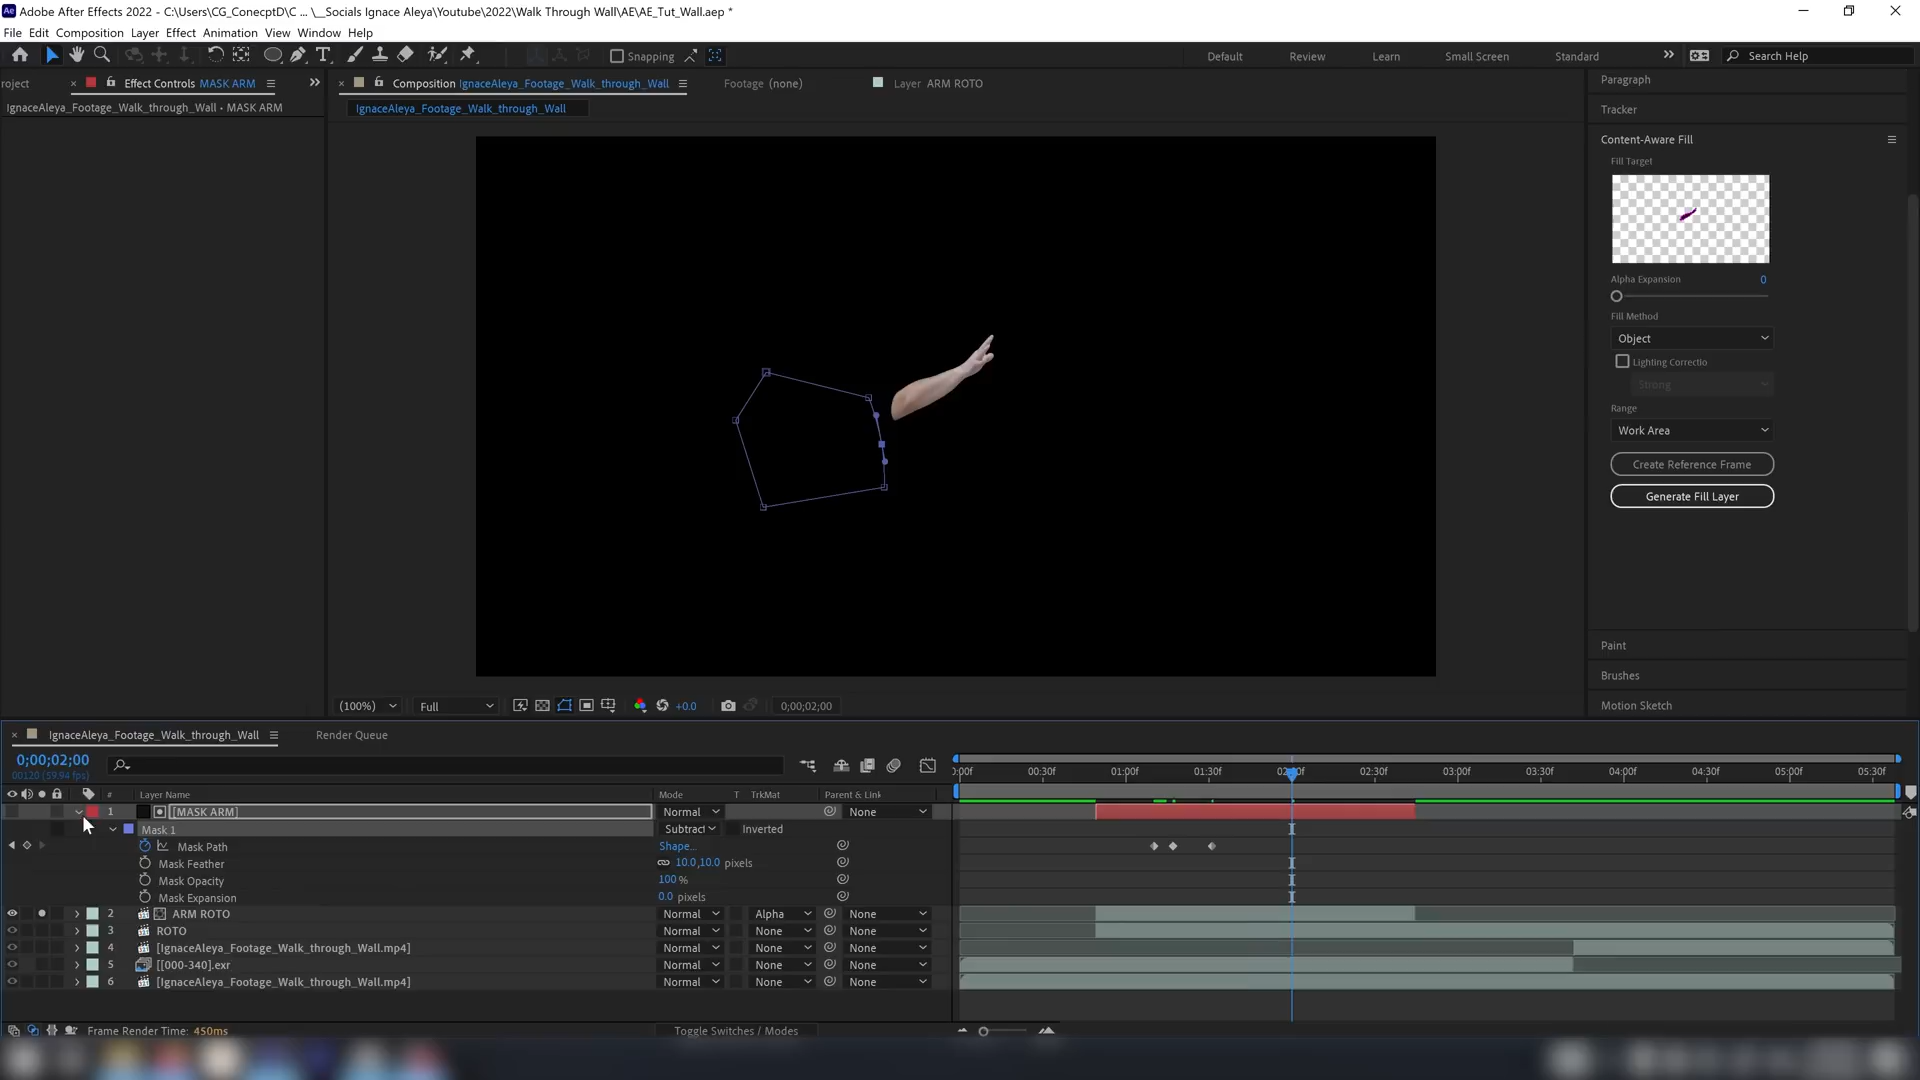 Adobe After Effects 2022 - C:\Users\CG_ConecptD\C ... \__Socials Ignace Aleya\Youtube\2022\Walk Through Wall\AE\AE_Tut_Wall.aep *
File Edit Composition Layer Effect Animation View Window Help
Snapping
Default Review Learn Small Screen Standard
Search Help
roject
Effect Controls MASK ARM
Composition IgnaceAleya_Footage_Walk_through_Wall
Footage (none)
Layer ARM ROTO
IgnaceAleya_Footage_Walk_through_Wall • MASK ARM
IgnaceAleya_Footage_Walk_through_Wall
Paragraph
Tracker
Content-Aware Fill
Fill Target
Alpha Expansion 0
Fill Method
Object
Lighting Correctio
Strong
Range
Work Area
Create Reference Frame
Generate Fill Layer
Paint
Brushes
Motion Sketch
(100%) Full +0.0 0;00;02;00
IgnaceAleya_Footage_Walk_through_Wall Render Queue
0;00;02;00
00120 (59.94 fps)
:00f 00:30f 01:00f 01:30f 02:00f 02:30f 03:00f 03:30f 04:00f 04:30f 05:00f 05:30f
# Layer Name Mode T TrkMat Parent & Link
1 [MASK ARM] Normal None
Mask 1 Subtract Inverted
Mask Path Shape...
Mask Feather 10.0,10.0 pixels
Mask Opacity 100 %
Mask Expansion 0.0 pixels
2 ARM ROTO Normal Alpha None
3 ROTO Normal None None
4 [IgnaceAleya_Footage_Walk_through_Wall.mp4] Normal None None
5 [[000-340].exr Normal None None
6 [IgnaceAleya_Footage_Walk_through_Wall.mp4] Normal None None
Frame Render Time: 450ms
Toggle Switches / Modes